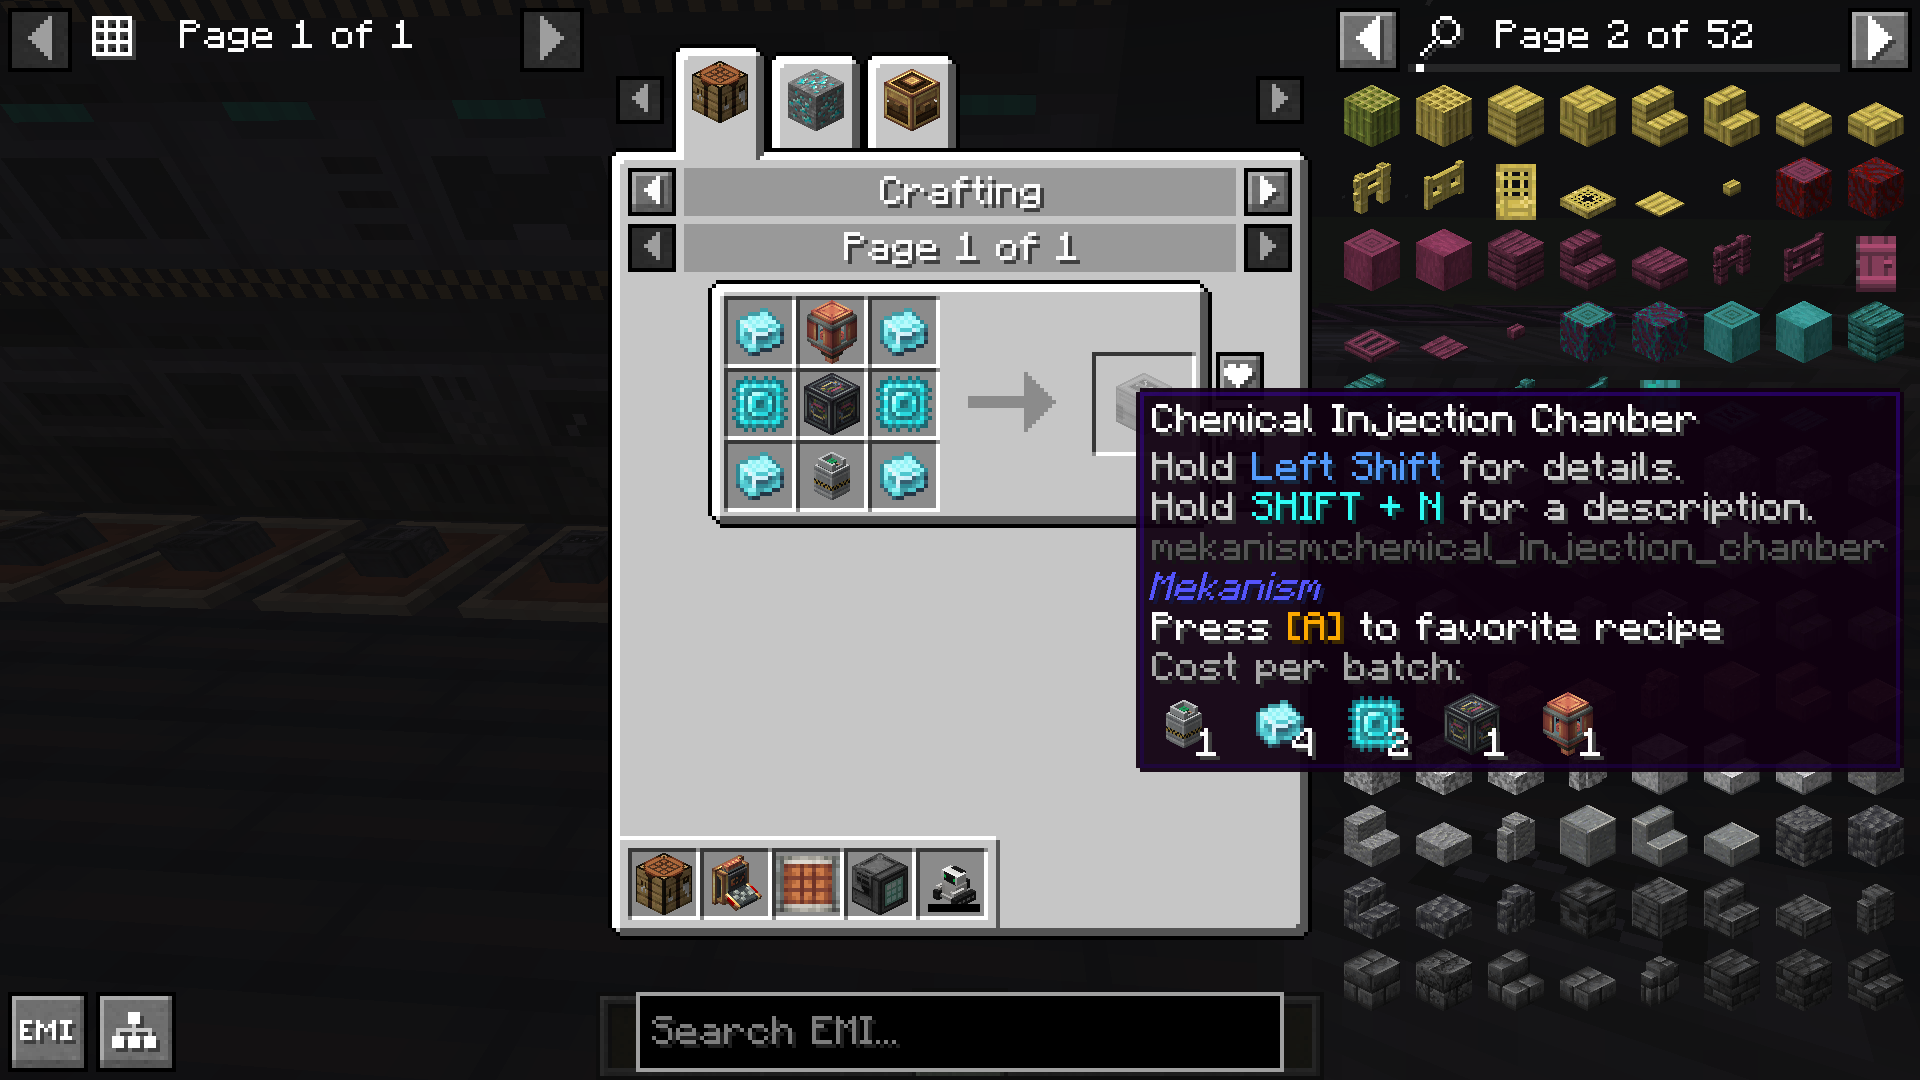 Page 1 of 1
Page 2 of 52
Crafting
Page 1 of 1
Chemical Injection Chamber
Hold Left Shift for details.
Hold SHIFT + N for a description.
mekanism:chemical_injection_chamber
Mekanism
Press [A] to favorite recipe
Cost per batch:
1 4 2 1 1
EMI
Search EMI...